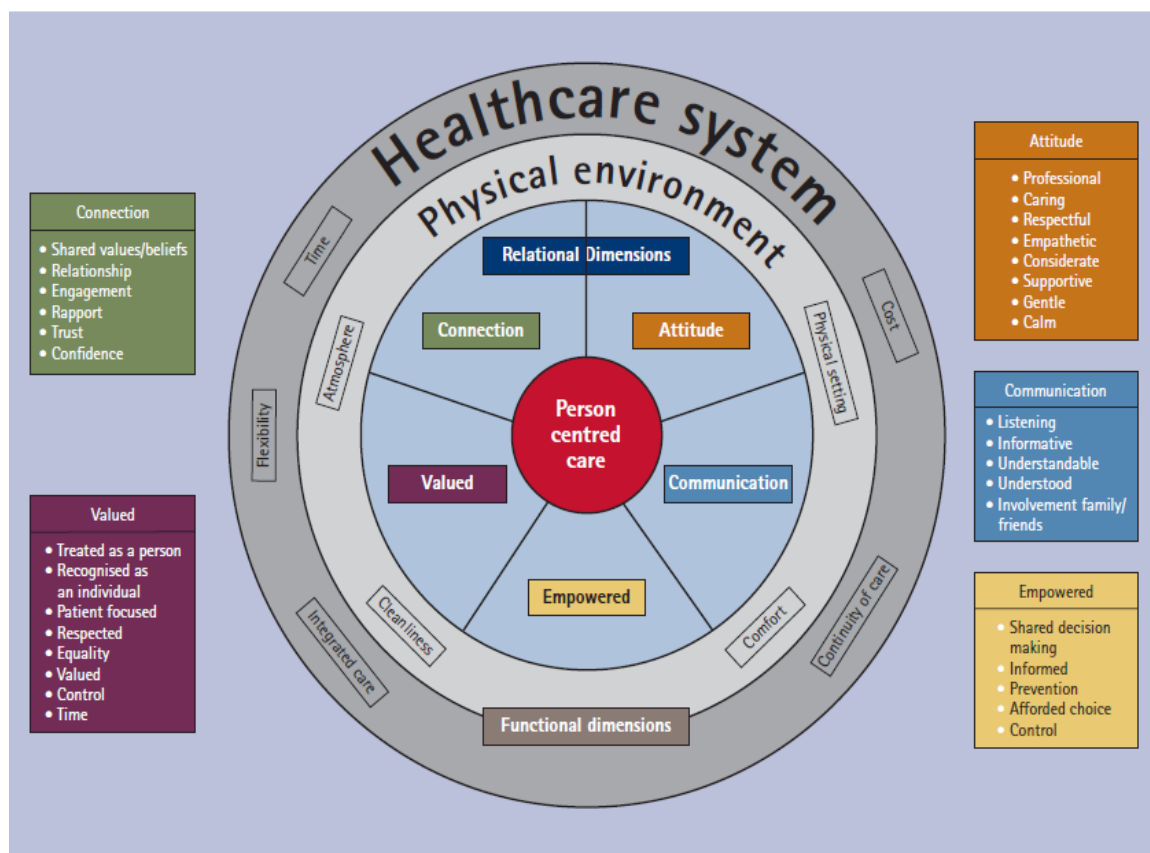 Healthcare system
Physical environment
Time
Cost
Flexibility
Integrated care
Continuity of care
Atmosphere
Physical setting
Cleanliness
Comfort
Relational Dimensions
Connection
Attitude
Person
centred
care
Valued
Communication
Empowered
Functional dimensions
Connection
• Shared values/beliefs
• Relationship
• Engagement
• Rapport
• Trust
• Confidence
Valued
• Treated as a person
• Recognised as
an individual
• Patient focused
• Respected
• Equality
• Valued
• Control
• Time
Attitude
• Professional
• Caring
• Respectful
• Empathetic
• Considerate
• Supportive
• Gentle
• Calm
Communication
• Listening
• Informative
• Understandable
• Understood
• Involvement family/
friends
Empowered
• Shared decision
making
• Informed
• Prevention
• Afforded choice
• Control